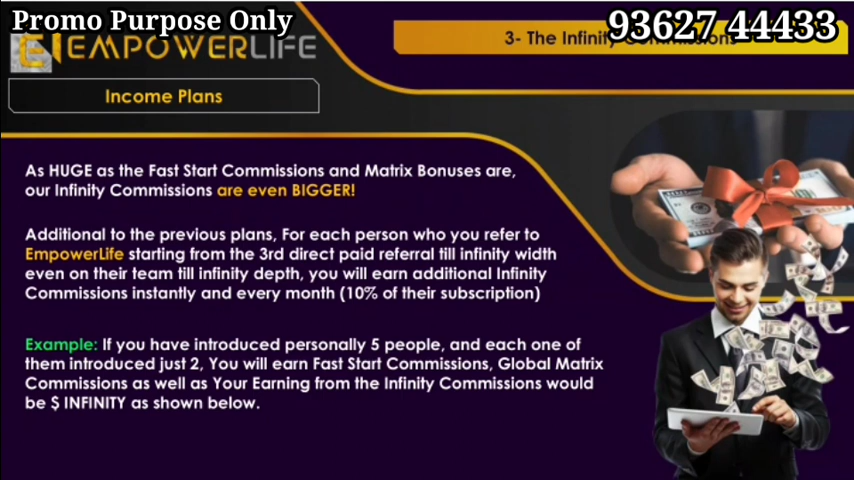 Promo Purpose Only
93627 44433
EMPOWERLIFE
3- The Infinity Commissions
Income Plans
As HUGE as the Fast Start Commissions and Matrix Bonuses are,
our Infinity Commissions are even BIGGER!
Additional to the previous plans, For each person who you refer to
EmpowerLife starting from the 3rd direct paid referral till infinity width
even on their team till infinity depth, you will earn additional Infinity
Commissions instantly and every month (10% of their subscription)
Example: If you have introduced personally 5 people, and each one of
them introduced just 2, You will earn Fast Start Commissions, Global Matrix
Commissions as well as Your Earning from the Infinity Commissions would
be $ INFINITY as shown below.